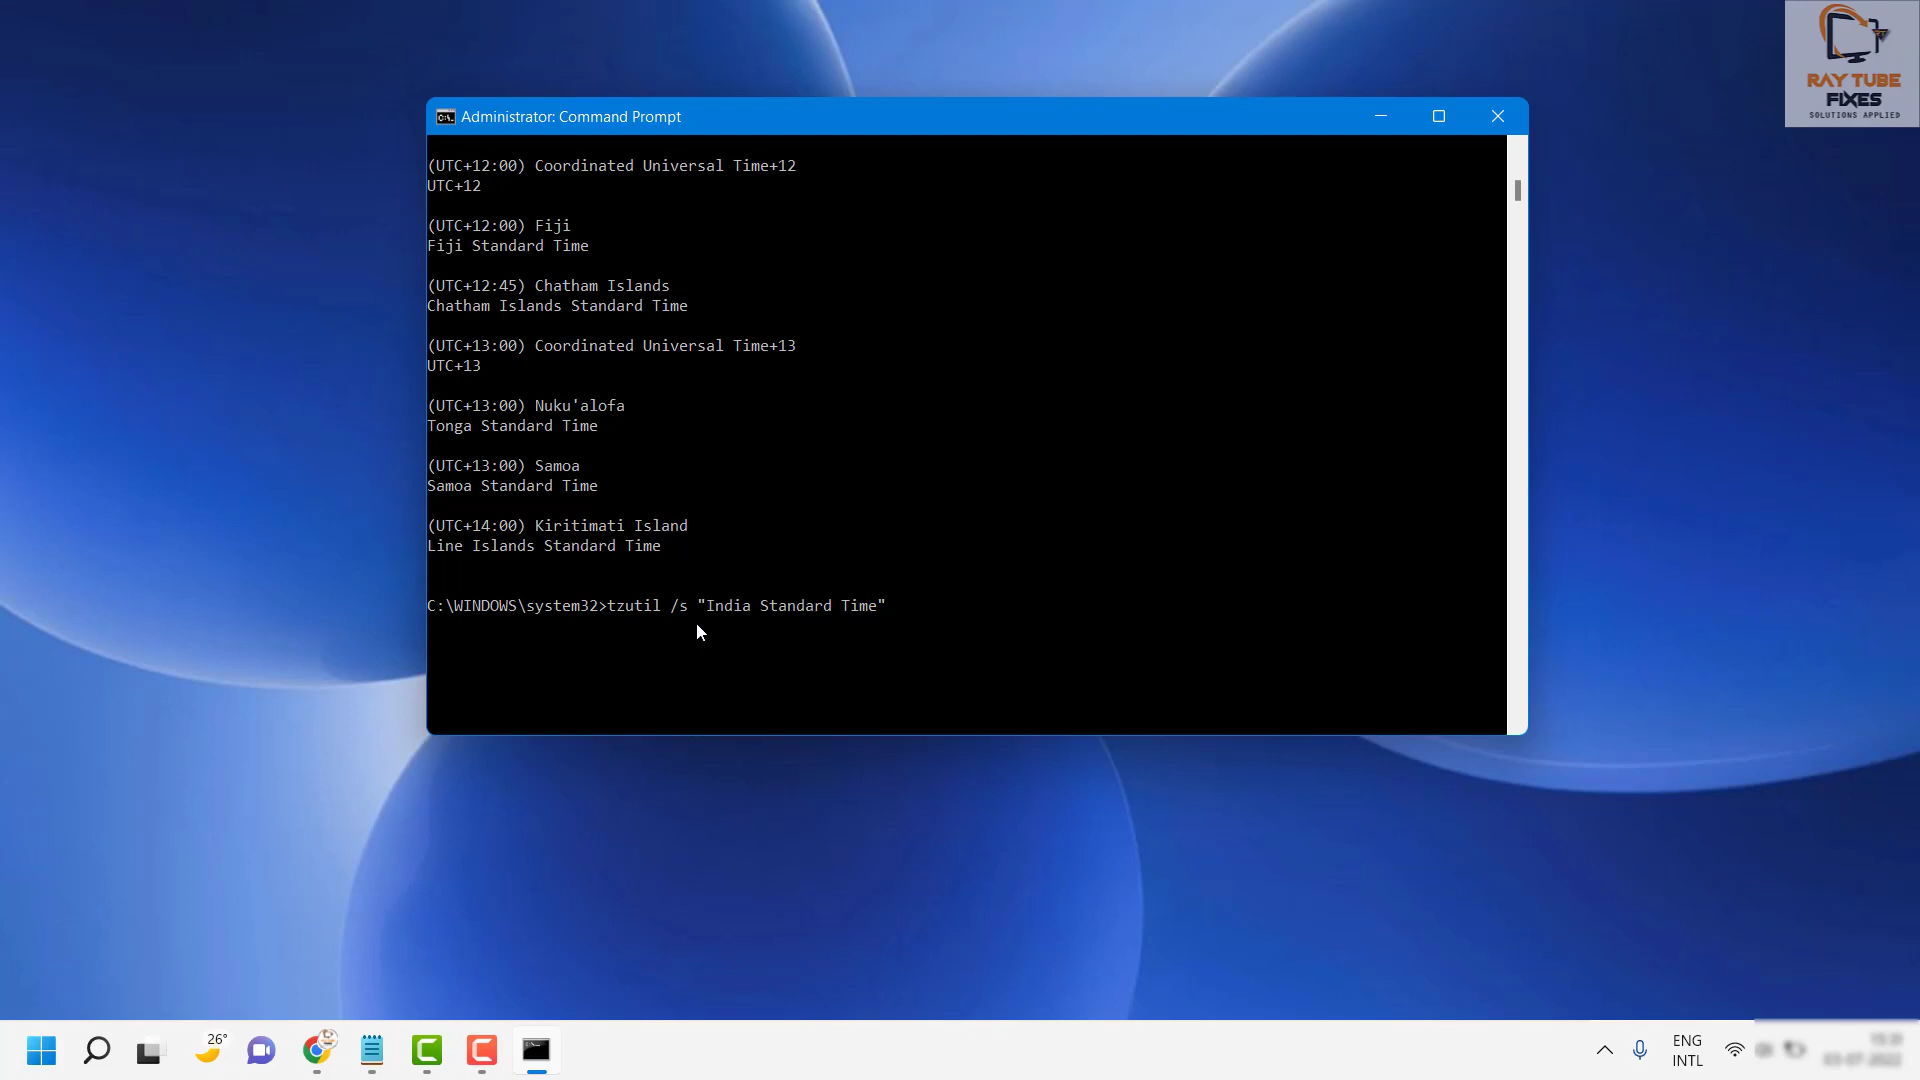 RAY TUBE
FIXES
SOLUTIONS APPLIED
Administrator: Command Prompt
(UTC+12:00) Coordinated Universal Time+12
UTC+12
(UTC+12:00) Fiji
Fiji Standard Time
(UTC+12:45) Chatham Islands
Chatham Islands Standard Time
(UTC+13:00) Coordinated Universal Time+13
UTC+13
(UTC+13:00) Nuku'alofa
Tonga Standard Time
(UTC+13:00) Samoa
Samoa Standard Time
(UTC+14:00) Kiritimati Island
Line Islands Standard Time
C:\WINDOWS\system32>tzutil /s "India Standard Time"
26°
ENG
INTL
03-07-2022